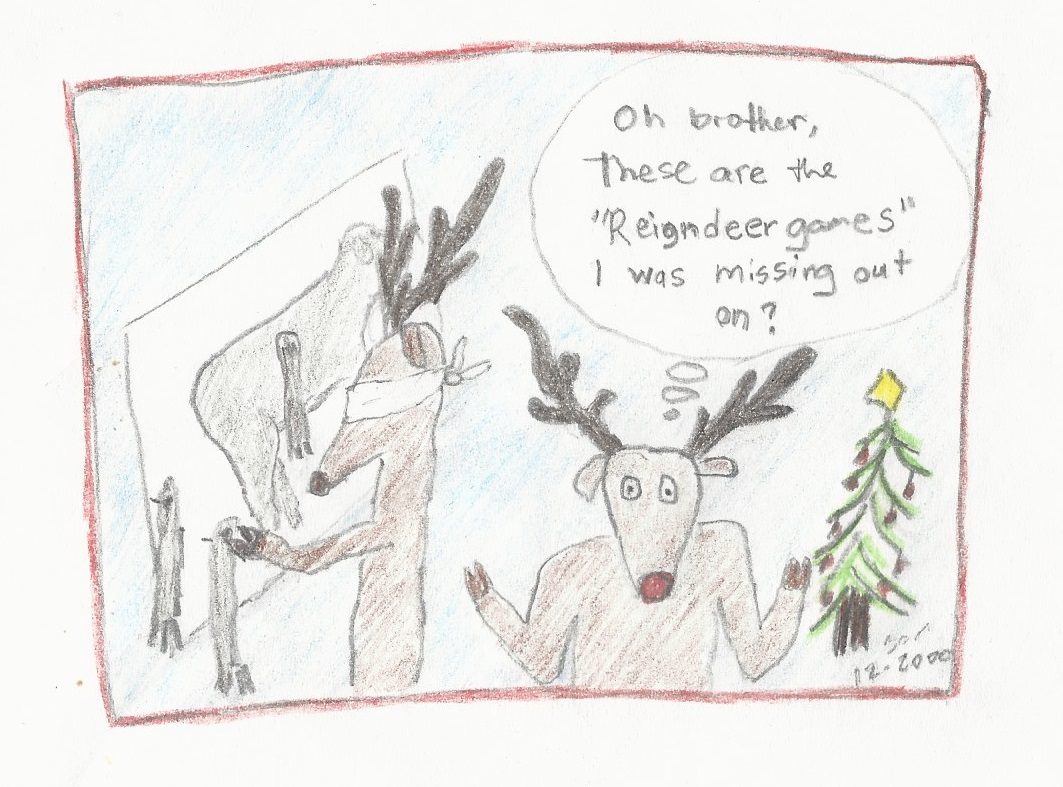 Oh brother,
These are the
"Reigndeer games"
I was missing out
on?
12-2000